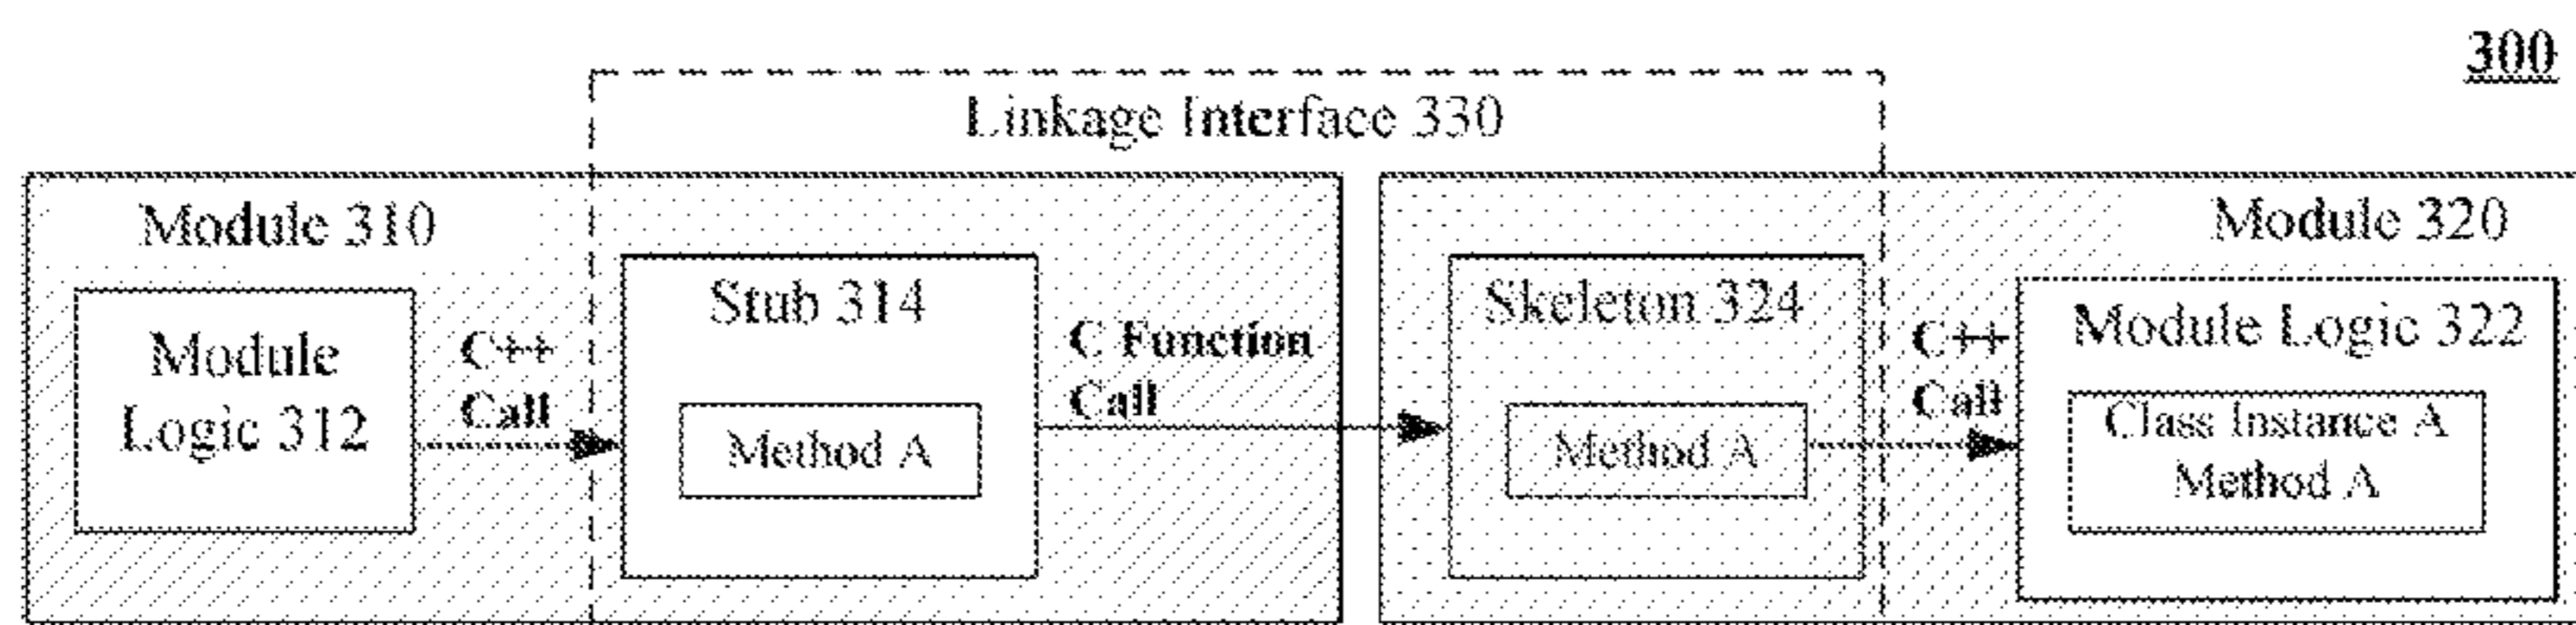 300
Linkage Interface 330
Module 310
Module 320
Module
Logic 312
C++
Call
Stub 314
Method A
C Function
Call
Skeleton 324
Method A
C++
Call
Module Logic 322
Class Instance A
Method A